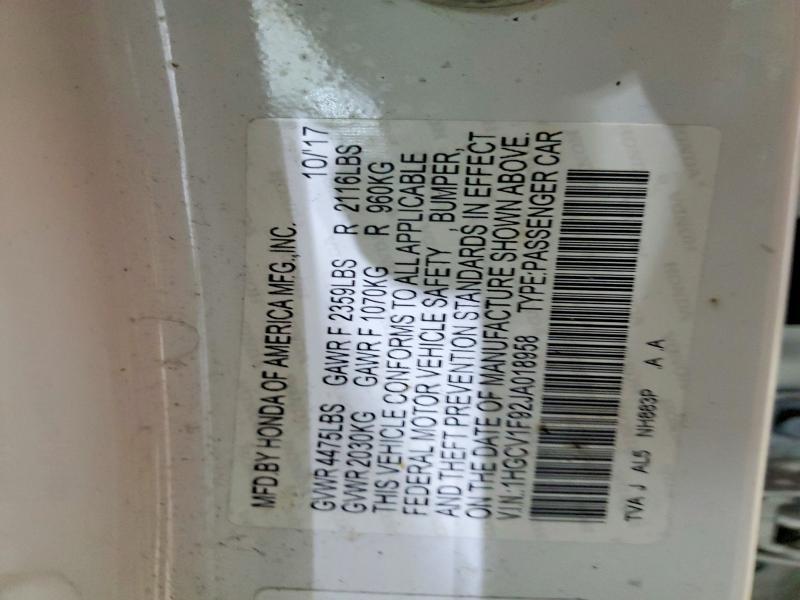 MFD BY HONDA OF AMERICA MFG.,INC. 10/'17
GVWR 4475LBS GAWR F 2359LBS R 2116LBS
GVWR 2030KG GAWR F 1070KG R 960KG
THIS VEHICLE CONFORMS TO ALL APPLICABLE
FEDERAL MOTOR VEHICLE SAFETY , BUMPER,
AND THEFT PREVENTION STANDARDS IN EFFECT
ON THE DATE OF MANUFACTURE SHOWN ABOVE.
V.I.N.:1HGCV1F92JA018958 TYPE:PASSENGER CAR
TVA J AL5 NH883P A A